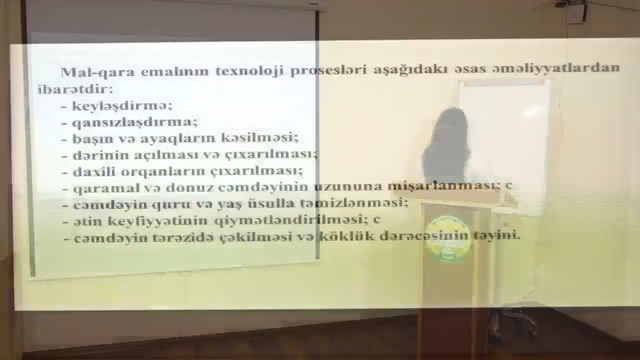 Mal-qara emalının texnoloji prosesləri aşağıdakı əsas əməliyyatlardan
ibarətdir:
- keyləşdirmə;
- qansızlaşdırma;
- başın və ayaqların kəsilməsi;
- dərinin açılması və çıxarılması;
- daxili orqanların çıxarılması;
- qaramal və donuz cəmdəyinin uzununa mişarlanması; c
- cəmdəyin quru və yaş üsulla təmizlənməsi;
- ətin keyfiyyətinin qiymətləndirilməsi; c
- cəmdəyin tərəzidə çəkilməsi və köklük dərəcəsinin təyini.